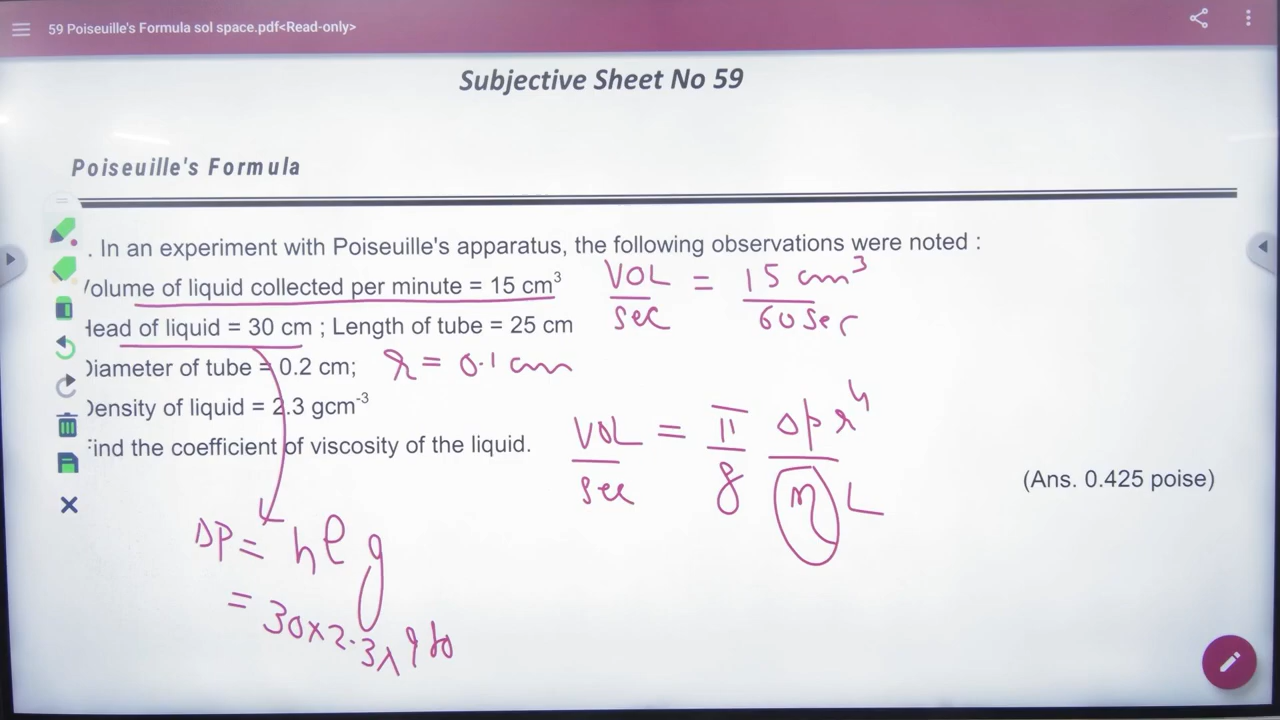 59 Poiseuille's Formula sol space.pdf<Read-only>
Subjective Sheet No 59
Poiseuille's Formula
. In an experiment with Poiseuille's apparatus, the following observations were noted :
Volume of liquid collected per minute = 15 cm³
VOL/sec = 15 cm³/60 sec
Head of liquid = 30 cm ; Length of tube = 25 cm
Diameter of tube = 0.2 cm; r = 0.1 cm
Density of liquid = 2.3 gcm⁻³
Find the coefficient of viscosity of the liquid.
VOL/sec = π/8 Δp r⁴/η L
(Ans. 0.425 poise)
ΔP = hρg
= 30×2.3×980